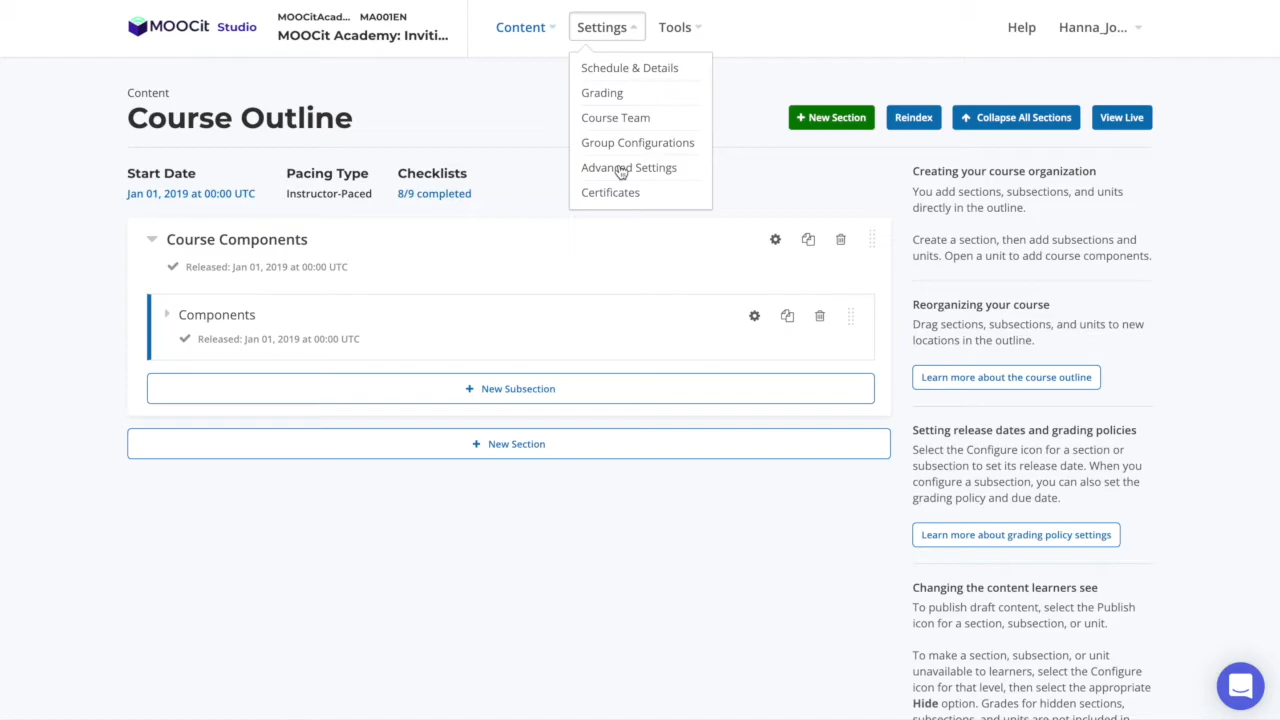 MOOCit Studio
MOOCitAcad... MA001EN
MOOCit Academy: Inviti...
Content
Settings
Tools
Help
Hanna_Jo...
Schedule & Details
Grading
Course Team
Group Configurations
Advanced Settings
Certificates
Content
Course Outline
+ New Section
Reindex
Collapse All Sections
View Live
Start Date
Jan 01, 2019 at 00:00 UTC
Pacing Type
Instructor-Paced
Checklists
8/9 completed
Course Components
Released: Jan 01, 2019 at 00:00 UTC
Components
Released: Jan 01, 2019 at 00:00 UTC
+ New Subsection
+ New Section
Creating your course organization
You add sections, subsections, and units
directly in the outline.
Create a section, then add subsections and
units. Open a unit to add course components.
Reorganizing your course
Drag sections, subsections, and units to new
locations in the outline.
Learn more about the course outline
Setting release dates and grading policies
Select the Configure icon for a section or
subsection to set its release date. When you
configure a subsection, you can also set the
grading policy and due date.
Learn more about grading policy settings
Changing the content learners see
To publish draft content, select the Publish
icon for a section, subsection, or unit.
To make a section, subsection, or unit
unavailable to learners, select the Configure
icon for that level, then select the appropriate
Hide option. Grades for hidden sections,
subsections, and units are not included in